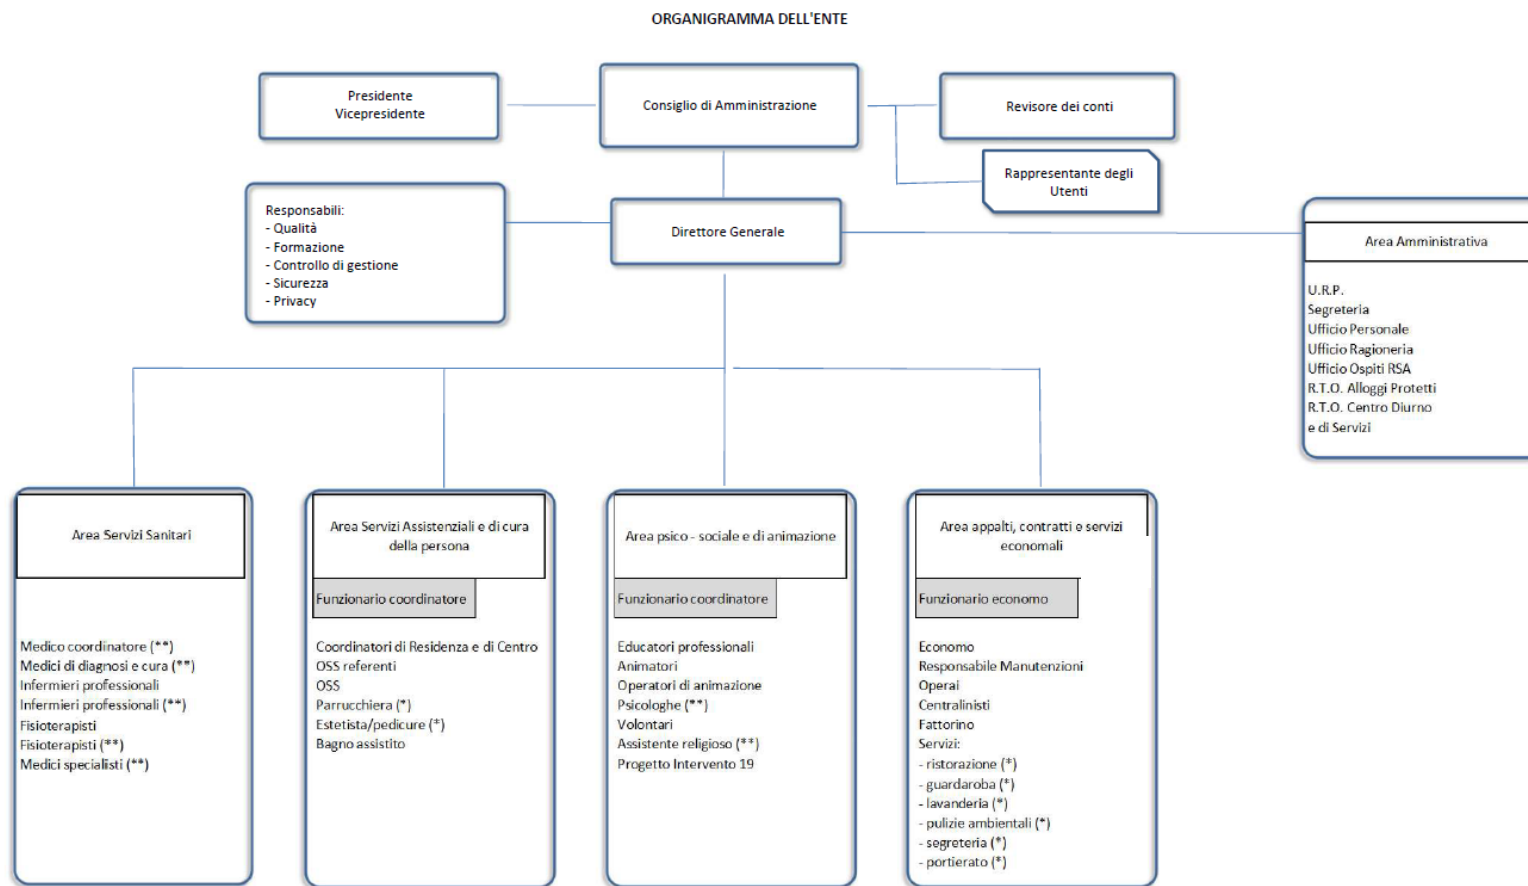 ORGANIGRAMMA DELL'ENTE
Presidente
Vicepresidente
Consiglio di Amministrazione
Revisore dei conti
Rappresentante degli
Utenti
Responsabili:
- Qualità
- Formazione
- Controllo di gestione
- Sicurezza
- Privacy
Direttore Generale
Area Amministrativa
U.R.P.
Segreteria
Ufficio Personale
Ufficio Ragioneria
Ufficio Ospiti RSA
R.T.O. Alloggi Protetti
R.T.O. Centro Diurno
e di Servizi
Area Servizi Sanitari
Medico coordinatore (**)
Medici di diagnosi e cura (**)
Infermieri professionali
Infermieri professionali (**)
Fisioterapisti
Fisioterapisti (**)
Medici specialisti (**)
Area Servizi Assistenziali e di cura
della persona
Funzionario coordinatore
Coordinatori di Residenza e di Centro
OSS referenti
OSS
Parrucchiera (*)
Estetista/pedicure (*)
Bagno assistito
Area psico - sociale e di animazione
Funzionario coordinatore
Educatori professionali
Animatori
Operatori di animazione
Psicologhe (**)
Volontari
Assistente religioso (**)
Progetto Intervento 19
Area appalti, contratti e servizi
economali
Funzionario economo
Economo
Responsabile Manutenzioni
Operai
Centralinisti
Fattorino
Servizi:
- ristorazione (*)
- guardaroba (*)
- lavanderia (*)
- pulizie ambientali (*)
- segreteria (*)
- portierato (*)